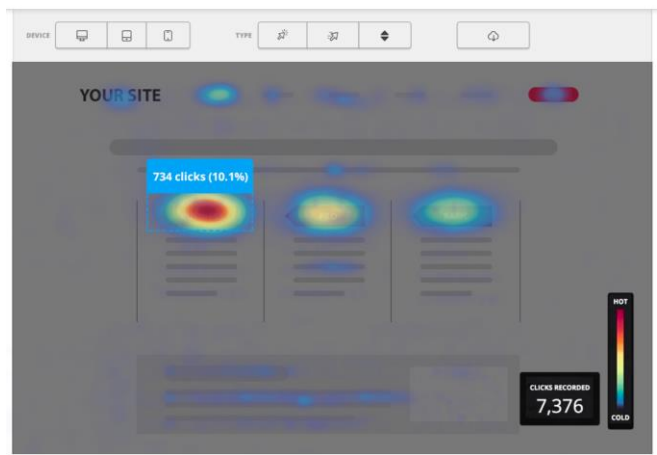 DEVICE
TYPE
YOUR SITE
734 clicks (10.1%)
HOT
CLICKS RECORDED
7,376
COLD